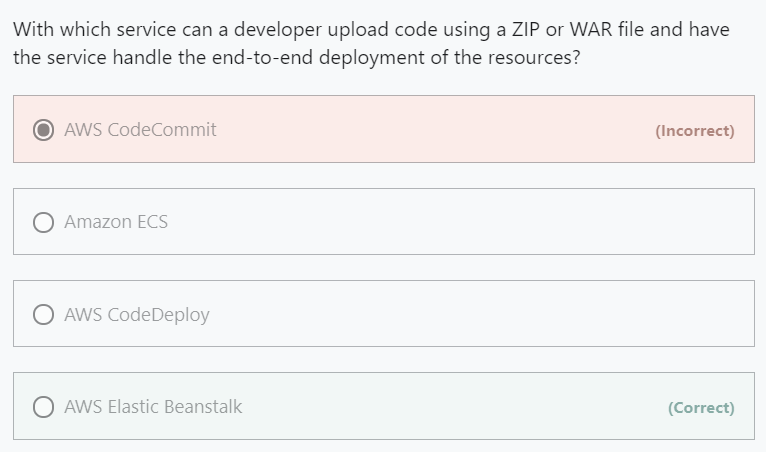 With which service can a developer upload code using a ZIP or WAR file and have
the service handle the end-to-end deployment of the resources?
AWS CodeCommit (Incorrect)
Amazon ECS
AWS CodeDeploy
AWS Elastic Beanstalk (Correct)